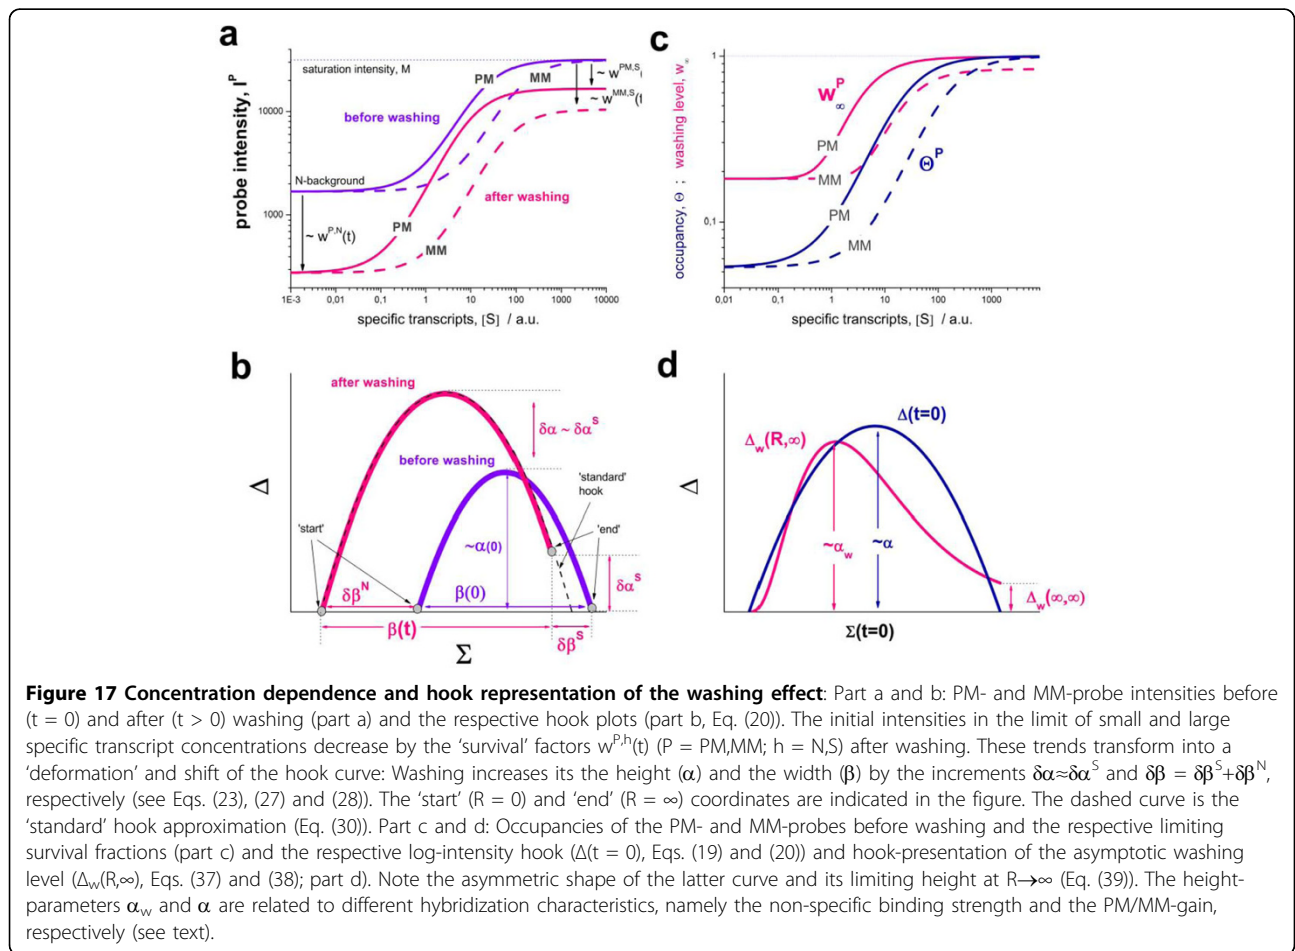 a
saturation intensity, M
PM
MM
~ w^PM,S(
~ w^MM,S(t
before washing
N-background
~ w^P,N(t)
after washing
PM
MM
probe intensity, I^P
10000
1000
1E-3 0,01 0,1 1 10 100 1000 10000
specific transcripts, [S] / a.u.
c
occupancy, Θ ; washing level, w_∞
1
0,1
w_∞^P
PM
MM
Θ^P
PM
MM
0,01 0,1 1 10 100 1000
specific transcripts, [S] / a.u.
b
after washing
before washing
δα ~ δα^S
'standard'
hook
'start'
'end'
~α(0)
δα^S
δβ^N
β(0)
β(t)
δβ^S
Δ
Σ
d
Δ(t=0)
Δ_w(R,∞)
~α_w
~α
Δ_w(∞,∞)
Δ
Σ(t=0)
Figure 17 Concentration dependence and hook representation of the washing effect: Part a and b: PM- and MM-probe intensities before
(t = 0) and after (t > 0) washing (part a) and the respective hook plots (part b, Eq. (20)). The initial intensities in the limit of small and large
specific transcript concentrations decrease by the 'survival' factors w^P,h(t) (P = PM,MM; h = N,S) after washing. These trends transform into a
'deformation' and shift of the hook curve: Washing increases its the height (α) and the width (β) by the increments δα≈δα^S and δβ = δβ^S+δβ^N,
respectively (see Eqs. (23), (27) and (28)). The 'start' (R = 0) and 'end' (R = ∞) coordinates are indicated in the figure. The dashed curve is the
'standard' hook approximation (Eq. (30)). Part c and d: Occupancies of the PM- and MM-probes before washing and the respective limiting
survival fractions (part c) and the respective log-intensity hook (Δ(t = 0), Eqs. (19) and (20)) and hook-presentation of the asymptotic washing
level (Δ_w(R,∞), Eqs. (37) and (38); part d). Note the asymmetric shape of the latter curve and its limiting height at R→∞ (Eq. (39)). The height-
parameters α_w and α are related to different hybridization characteristics, namely the non-specific binding strength and the PM/MM-gain,
respectively (see text).